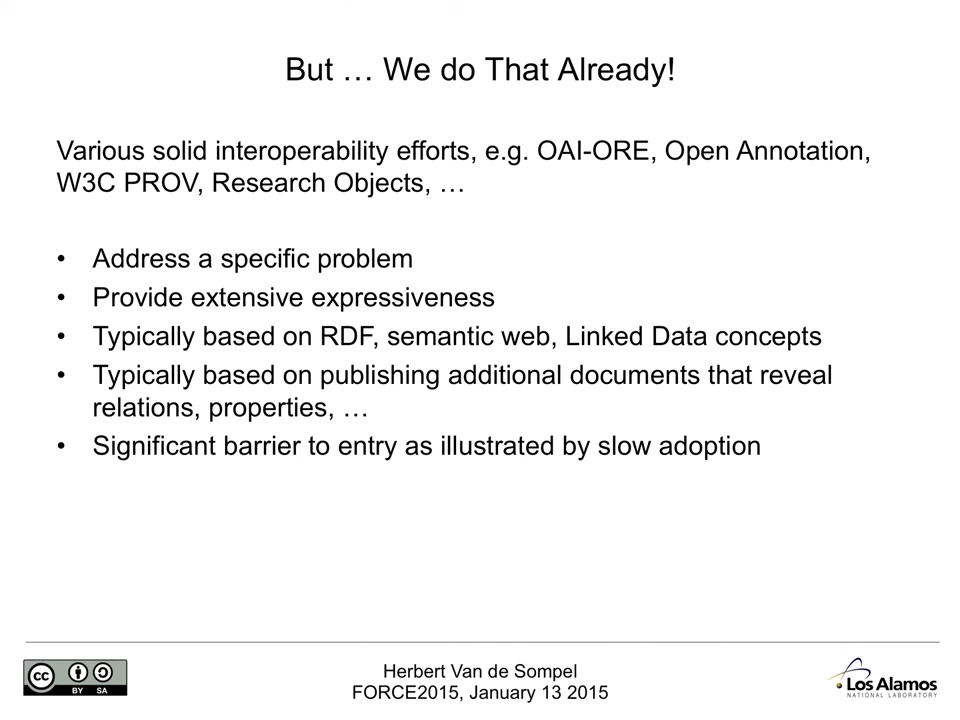 But … We do That Already!
Various solid interoperability efforts, e.g. OAI-ORE, Open Annotation,
W3C PROV, Research Objects, …
• Address a specific problem
• Provide extensive expressiveness
• Typically based on RDF, semantic web, Linked Data concepts
• Typically based on publishing additional documents that reveal
relations, properties, …
• Significant barrier to entry as illustrated by slow adoption
cc BY SA
Herbert Van de Sompel
FORCE2015, January 13 2015
Los Alamos
NATIONAL LABORATORY